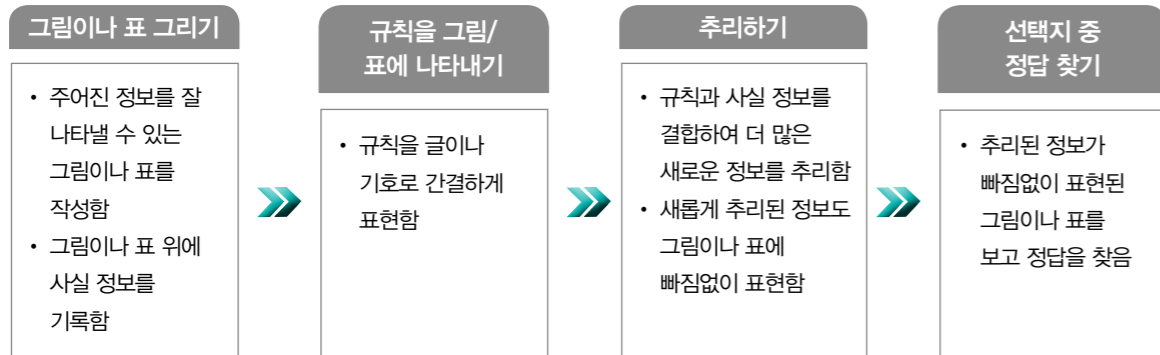 그림이나 표 그리기
• 주어진 정보를 잘
나타낼 수 있는
그림이나 표를
작성함
• 그림이나 표 위에
사실 정보를
기록함
규칙을 그림/
표에 나타내기
• 규칙을 글이나
기호로 간결하게
표현함
추리하기
• 규칙과 사실 정보를
결합하여 더 많은
새로운 정보를 추리함
• 새롭게 추리된 정보도
그림이나 표에
빠짐없이 표현함
선택지 중
정답 찾기
• 추리된 정보가
빠짐없이 표현된
그림이나 표를
보고 정답을 찾음